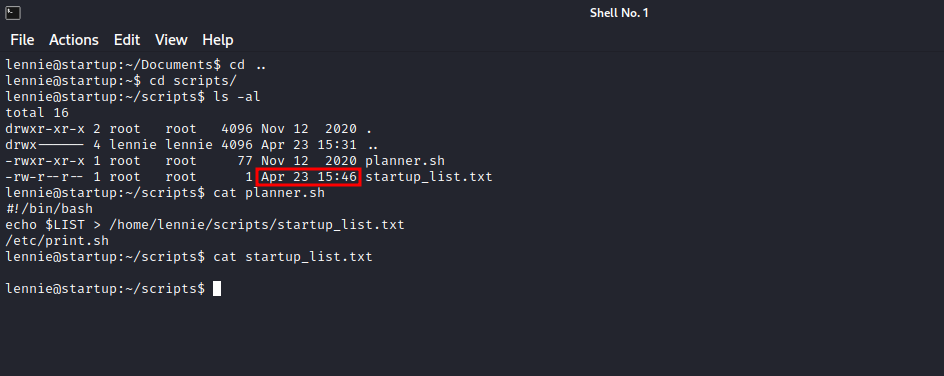 Shell No. 1
File Actions Edit View Help
lennie@startup:~/Documents$ cd ..
lennie@startup:~$ cd scripts/
lennie@startup:~/scripts$ ls -al
total 16
drwxr-xr-x 2 root   root   4096 Nov 12  2020 .
drwx------ 4 lennie lennie 4096 Apr 23 15:31 ..
-rwxr-xr-x 1 root   root     77 Nov 12  2020 planner.sh
-rw-r--r-- 1 root   root      1 Apr 23 15:46 startup_list.txt
lennie@startup:~/scripts$ cat planner.sh
#!/bin/bash
echo $LIST > /home/lennie/scripts/startup_list.txt
/etc/print.sh
lennie@startup:~/scripts$ cat startup_list.txt
lennie@startup:~/scripts$